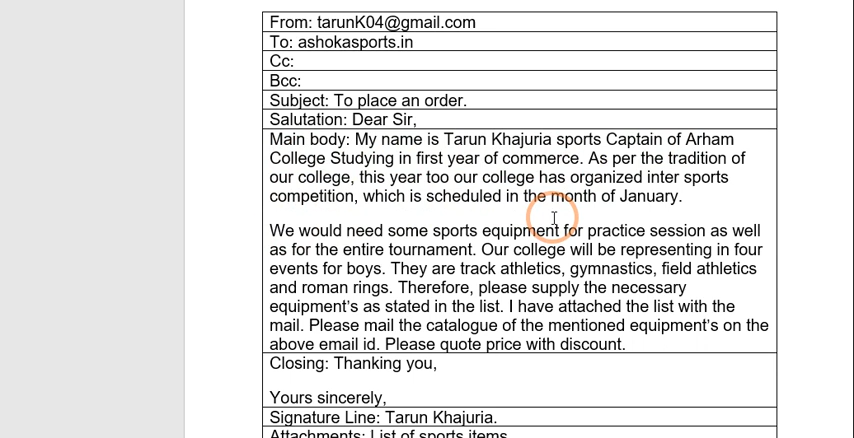 From: tarunK04@gmail.com
To: ashokasports.in
Cc:
Bcc:
Subject: To place an order.
Salutation: Dear Sir,
Main body: My name is Tarun Khajuria sports Captain of Arham
College Studying in first year of commerce. As per the tradition of
our college, this year too our college has organized inter sports
competition, which is scheduled in the month of January.
We would need some sports equipment for practice session as well
as for the entire tournament. Our college will be representing in four
events for boys. They are track athletics, gymnastics, field athletics
and roman rings. Therefore, please supply the necessary
equipment's as stated in the list. I have attached the list with the
mail. Please mail the catalogue of the mentioned equipment's on the
above email id. Please quote price with discount.
Closing: Thanking you,
Yours sincerely,
Signature Line: Tarun Khajuria.
Attachments: List of sports items